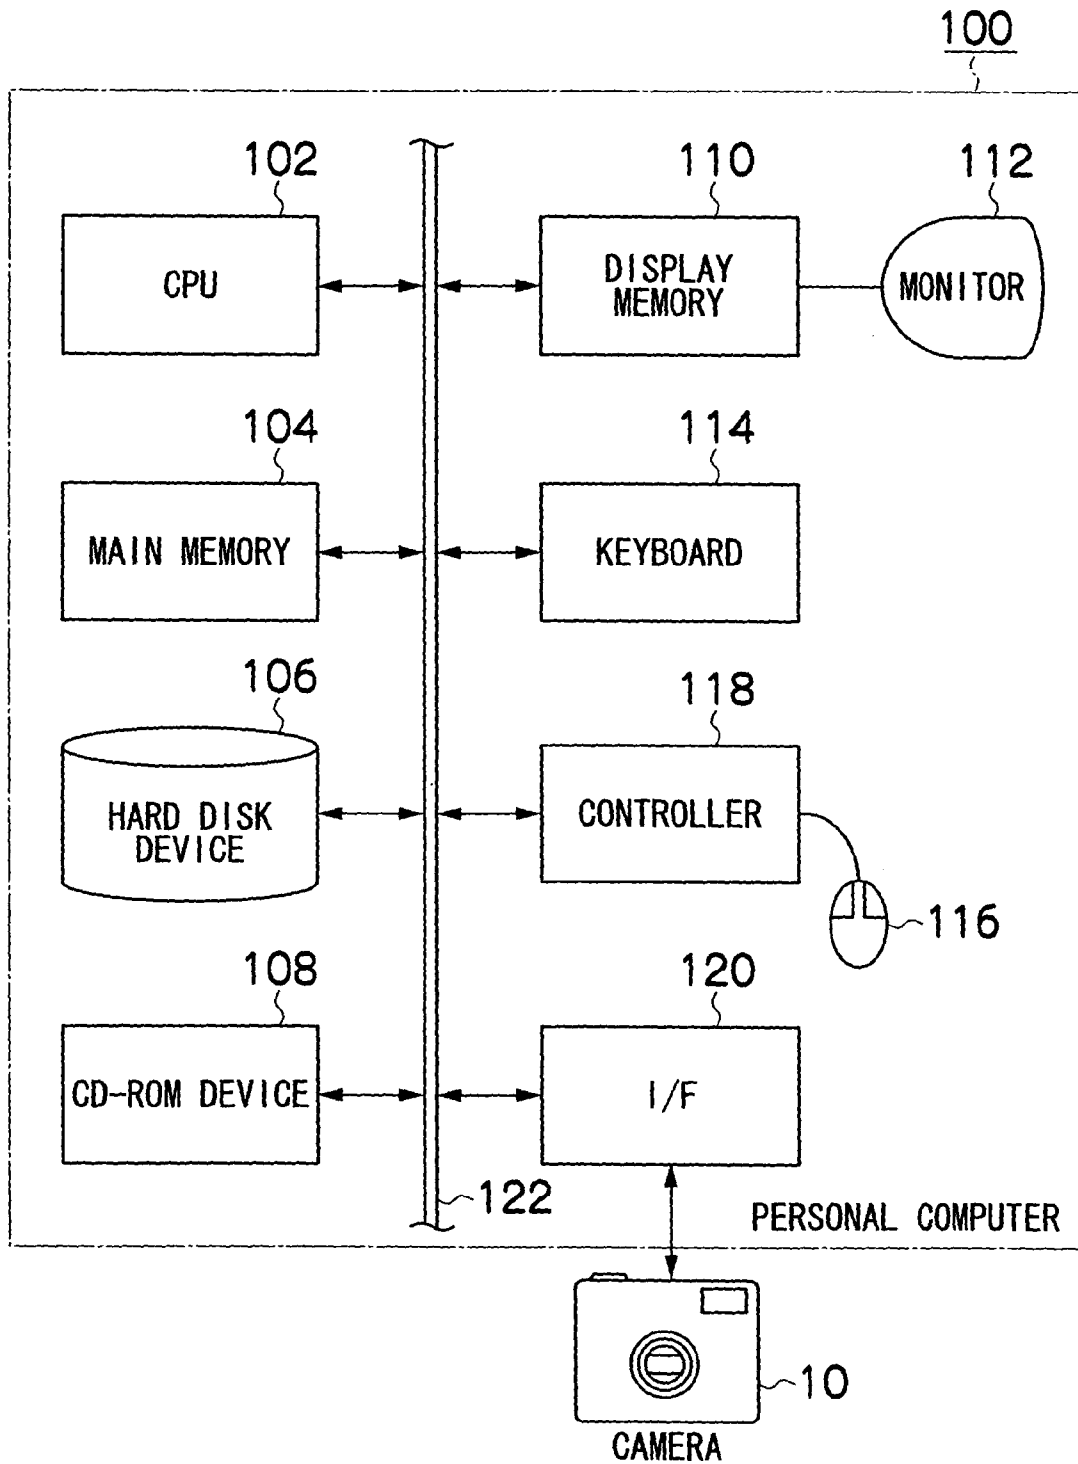 100
102
CPU
110
DISPLAY
MEMORY
112
MONITOR
104
MAIN MEMORY
114
KEYBOARD
106
HARD DISK
DEVICE
118
CONTROLLER
116
108
CD-ROM DEVICE
120
I/F
122
PERSONAL COMPUTER
10
CAMERA